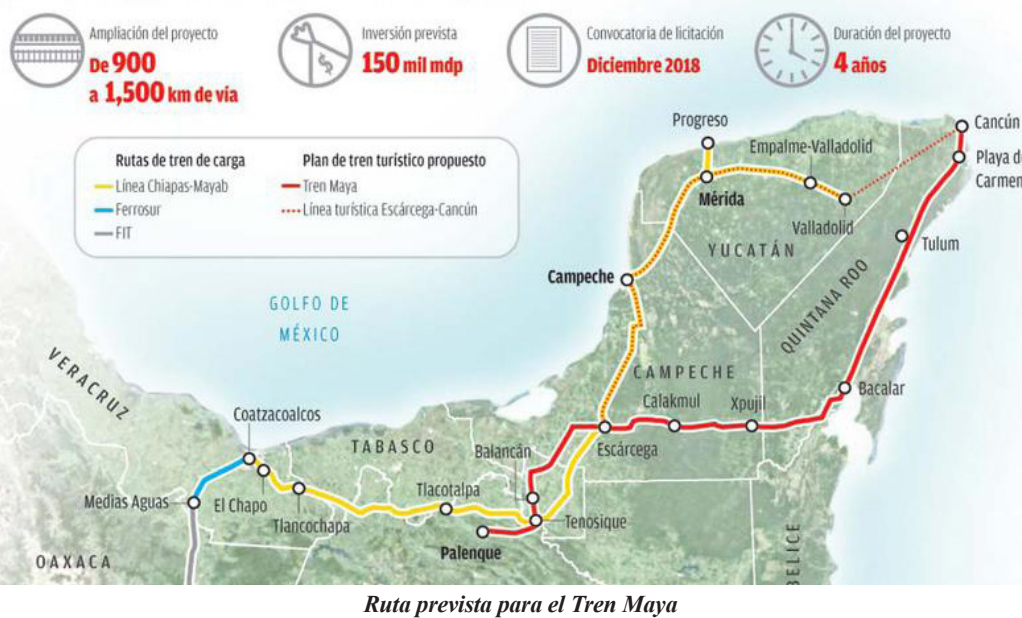 Ampliación del proyecto
De 900
a 1,500 km de vía
Inversión prevista
150 mil mdp
Convocatoria de licitación
Diciembre 2018
Duración del proyecto
4 años
Rutas de tren de carga
Línea Chiapas-Mayab
Ferrosur
FIT
Plan de tren turístico propuesto
Tren Maya
Línea turística Escárcega-Cancún
Progreso
Empalme-Valladolid
Cancún
Playa d
Carmen
Mérida
Valladolid
YUCATÁN
Tulum
Campeche
QUINTANA ROO
GOLFO DE
MÉXICO
VERACRUZ
CAMPECHE
Bacalar
Coatzacoalcos
Calakmul
Xpujil
TABASCO
Balancán
Escárcega
Medias Aguas
El Chapo
Tlancochapa
Tlacotalpa
Tenosique
Palenque
OAXACA
BELICE
Ruta prevista para el Tren Maya